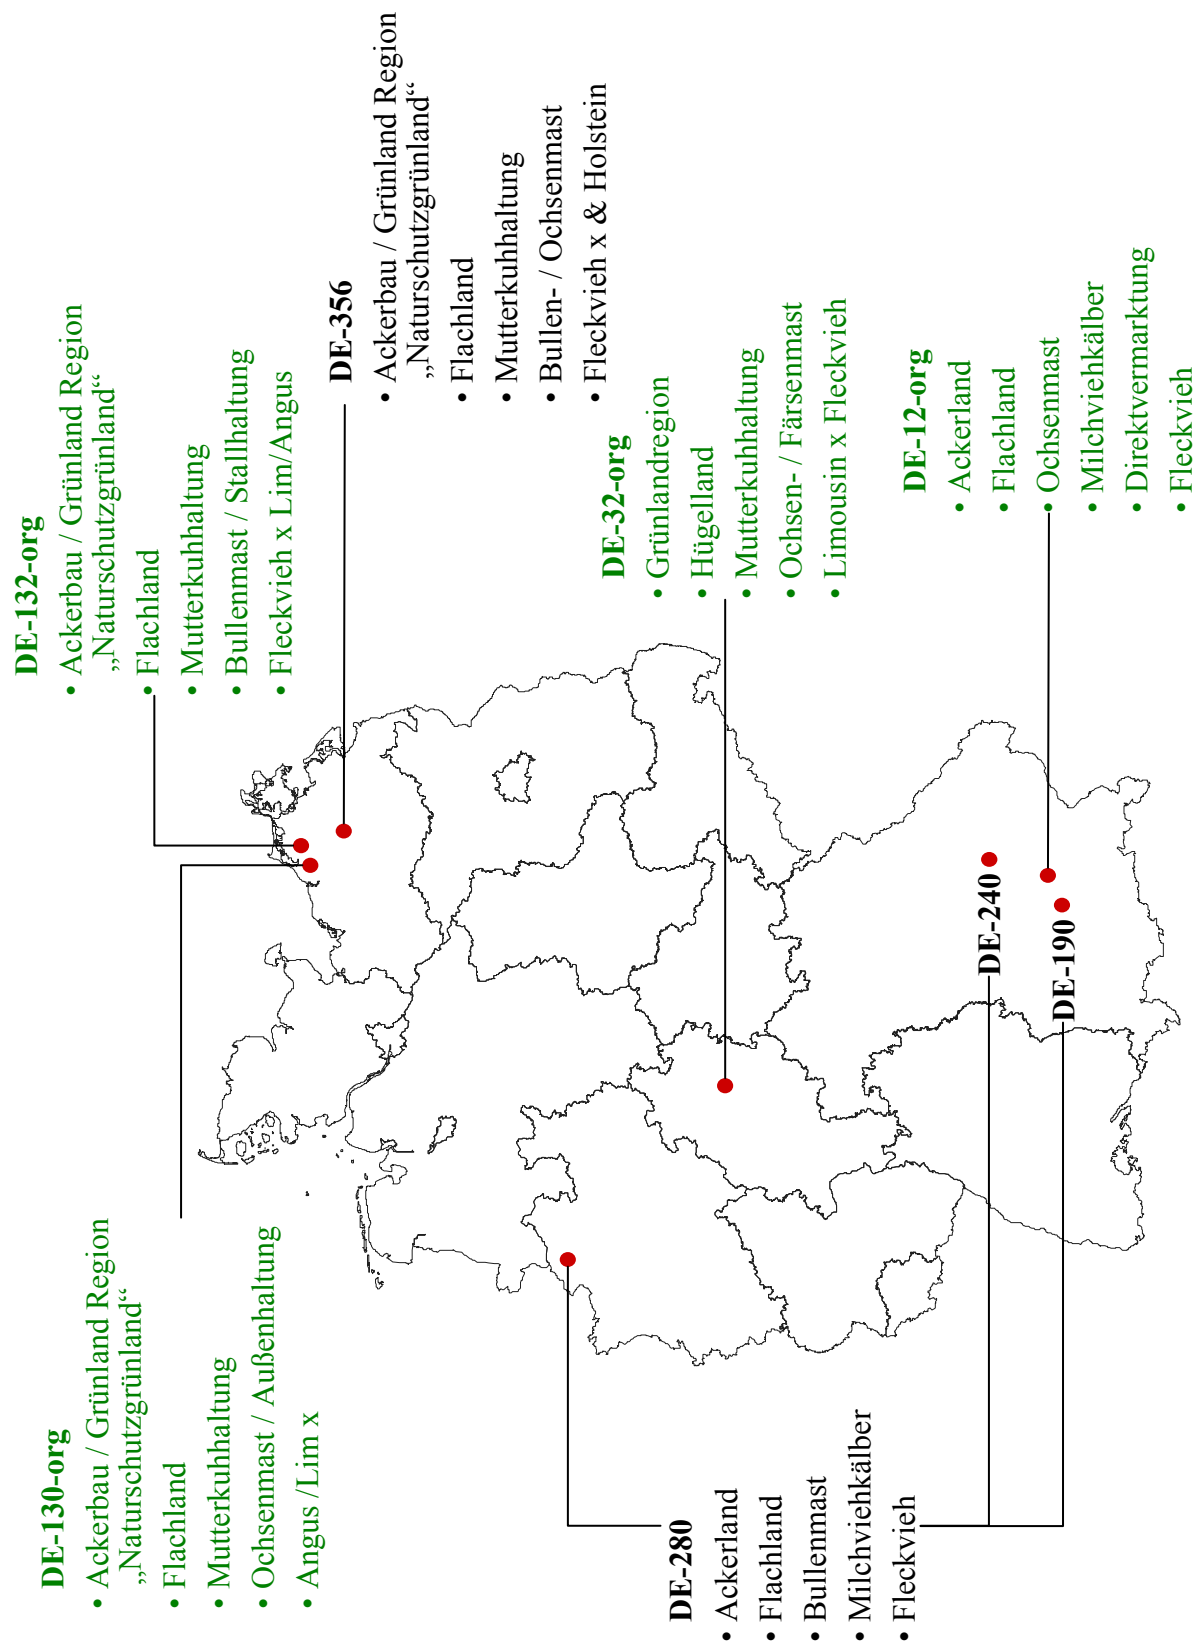 DE-130-org
• Ackerbau / Grünland Region
„Naturschutzgrünland“
• Flachland
• Mutterkuhhaltung
• Ochsenmast / Außenhaltung
• Angus /Lim x
DE-132-org
• Ackerbau / Grünland Region
„Naturschutzgrünland“
• Flachland
• Mutterkuhhaltung
• Bullenmast / Stallhaltung
• Fleckvieh x Lim/Angus
DE-356
• Ackerbau / Grünland Region
„Naturschutzgrünland“
• Flachland
• Mutterkuhhaltung
• Bullen- / Ochsenmast
• Fleckvieh x & Holstein
DE-32-org
• Grünlandregion
• Hügelland
• Mutterkuhhaltung
• Ochsen- / Färsenmast
• Limousin x Fleckvieh
DE-280
• Ackerland
• Flachland
• Bullenmast
• Milchviehkälber
• Fleckvieh
DE-240
DE-190
DE-12-org
• Ackerland
• Flachland
• Ochsenmast
• Milchviehkälber
• Direktvermarktung
• Fleckvieh